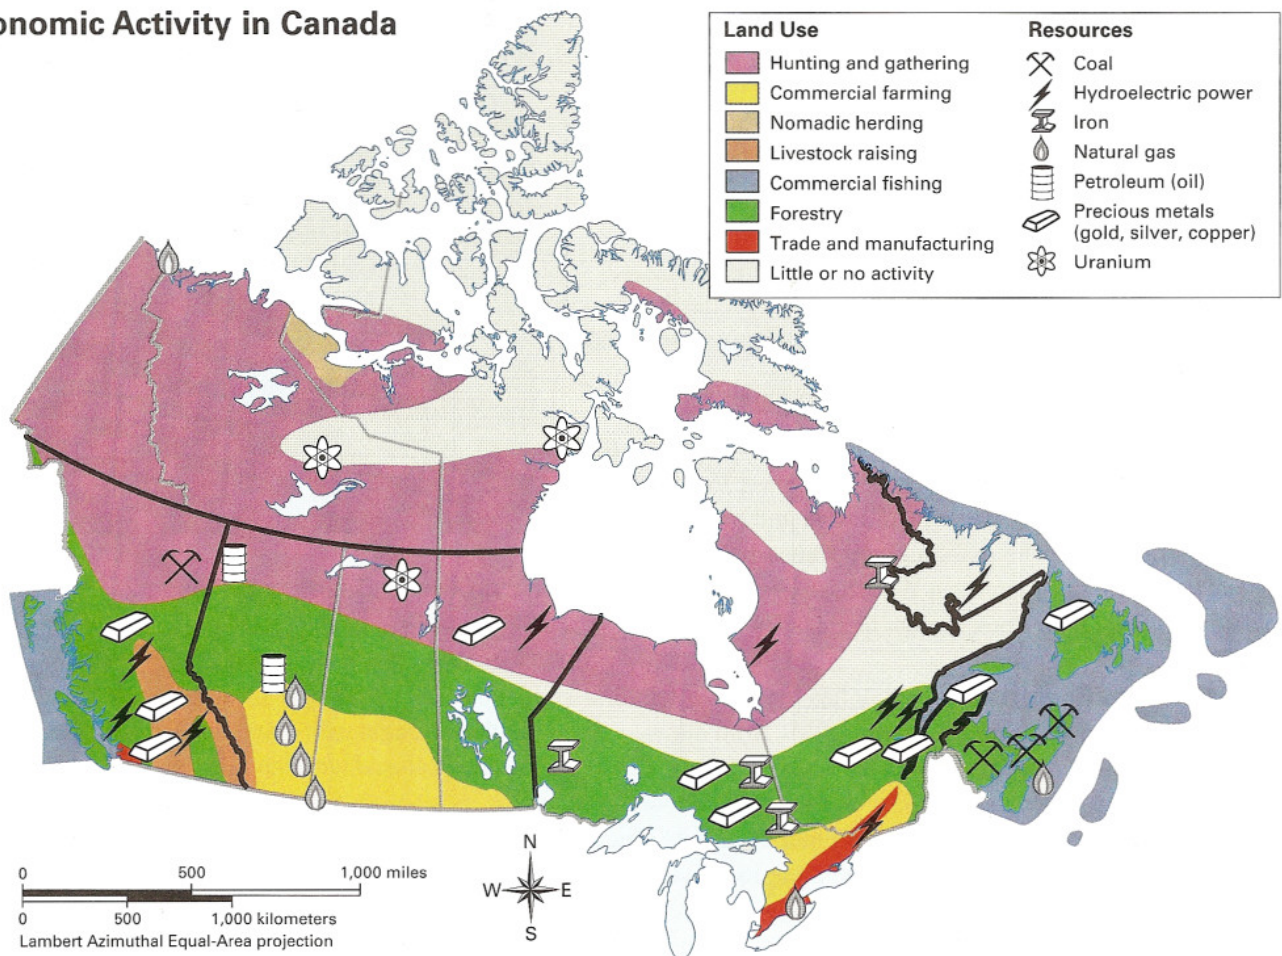 onomic Activity in Canada
Land Use
Hunting and gathering
Commercial farming
Nomadic herding
Livestock raising
Commercial fishing
Forestry
Trade and manufacturing
Little or no activity
Resources
Coal
Hydroelectric power
Iron
Natural gas
Petroleum (oil)
Precious metals
(gold, silver, copper)
Uranium
N
W E
S
0 500 1,000 miles
0 500 1,000 kilometers
Lambert Azimuthal Equal-Area projection